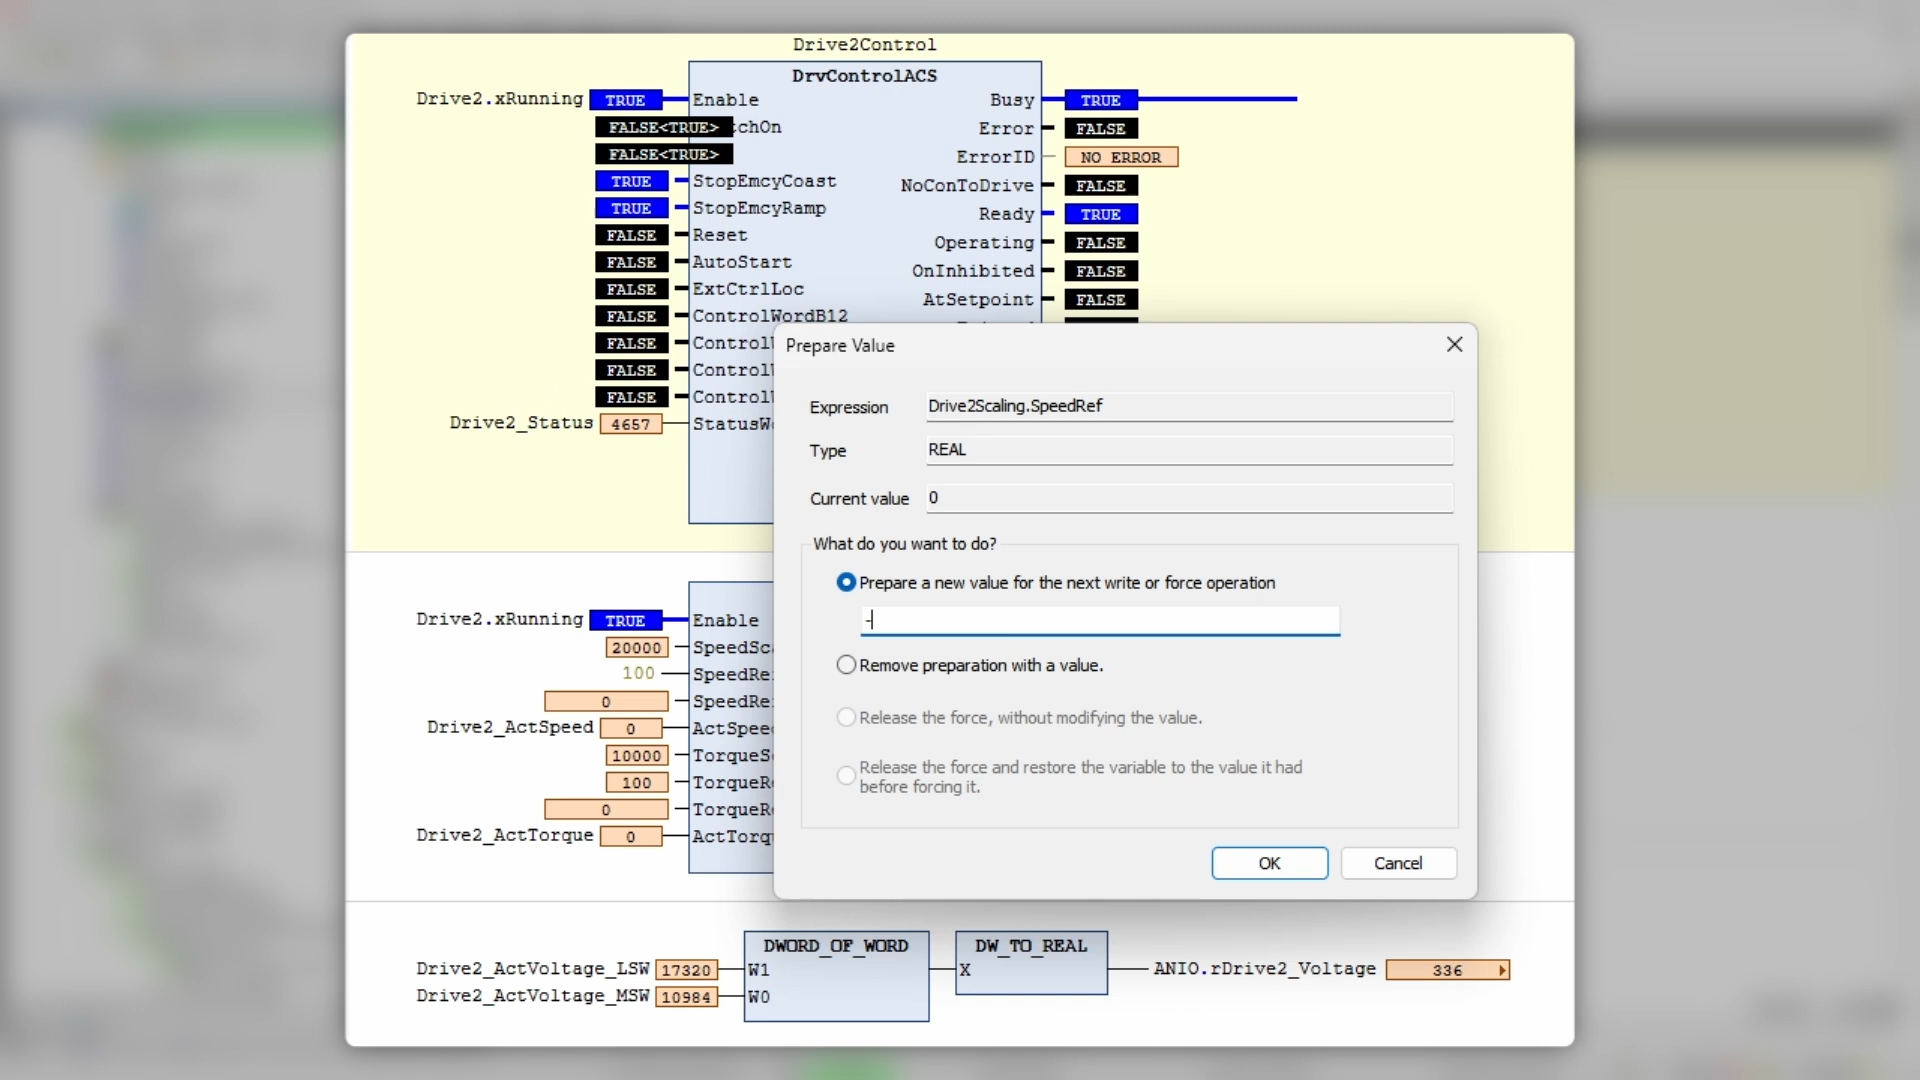 Drive2Control
DrvControlACS
Drive2.xRunning TRUE Enable Busy TRUE
FALSE<TRUE> tchOn Error FALSE
FALSE<TRUE> ErrorID NO ERROR
TRUE StopEmcyCoast NoConToDrive FALSE
TRUE StopEmcyRamp Ready TRUE
FALSE Reset Operating FALSE
FALSE AutoStart OnInhibited FALSE
FALSE ExtCtrlLoc AtSetpoint FALSE
FALSE ControlWordB12
FALSE Control
FALSE Control
FALSE Control
Drive2_Status 4657 StatusW
Prepare Value
Expression Drive2Scaling.SpeedRef
Type REAL
Current value 0
What do you want to do?
Prepare a new value for the next write or force operation
-
Remove preparation with a value.
Release the force, without modifying the value.
Release the force and restore the variable to the value it had
before forcing it.
OK Cancel
Drive2.xRunning TRUE Enable
20000 SpeedSc
100 SpeedRe
0 SpeedRe
Drive2_ActSpeed 0 ActSpee
10000 TorqueS
100 TorqueR
0 TorqueR
Drive2_ActTorque 0 ActTorq
DWORD_OF_WORD DW_TO_REAL
Drive2_ActVoltage_LSW 17320 W1 X ANIO.rDrive2_Voltage 336
Drive2_ActVoltage_MSW 10984 W0